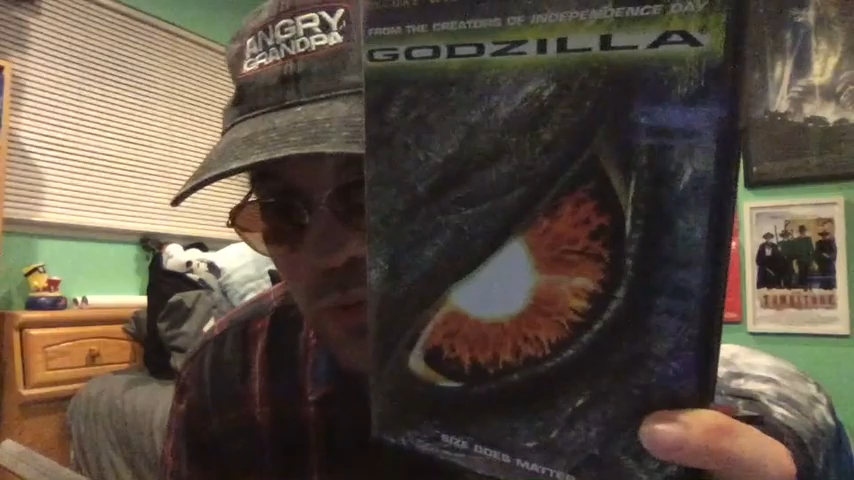 ANGRY
GRANDPA
FROM THE CREATORS OF INDEPENDENCE DAY
GODZILLA
SIZE DOES MATTER
TOMBSTONE